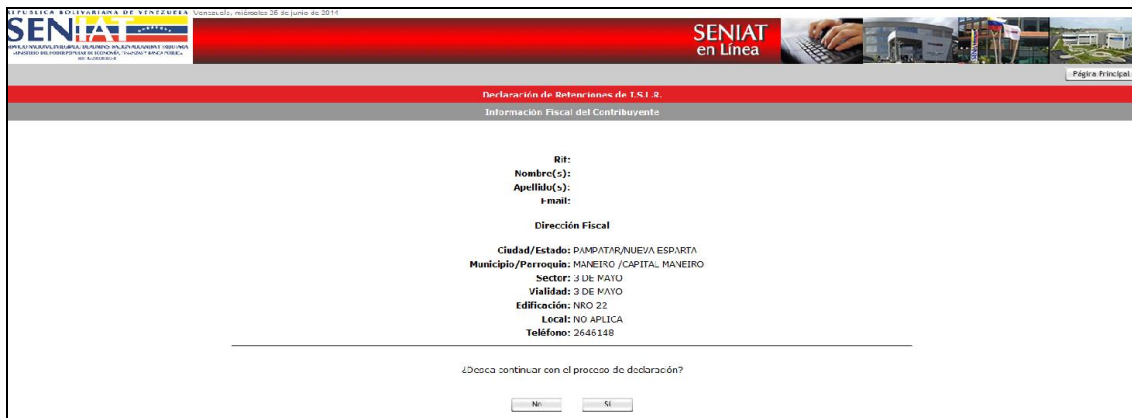 REPUBLICA BOLIVARIANA DE VENEZUELA Venezuela, miércoles 26 de junio de 2014
SENIAT
SENIAT
en Línea
Página Principal
Declaración de Retenciones de I.S.L.R.
Información Fiscal del Contribuyente
Rif:
Nombre(s):
Apellido(s):
Email:
Dirección Fiscal
Ciudad/Estado: PAMPATAR/NUEVA ESPARTA
Municipio/Parroquia: MANEIRO /CAPITAL MANEIRO
Sector: 3 DE MAYO
Vialidad: 3 DE MAYO
Edificación: NRO 22
Local: NO APLICA
Teléfono: 2646148
¿Desea continuar con el proceso de declaración?
No Sí